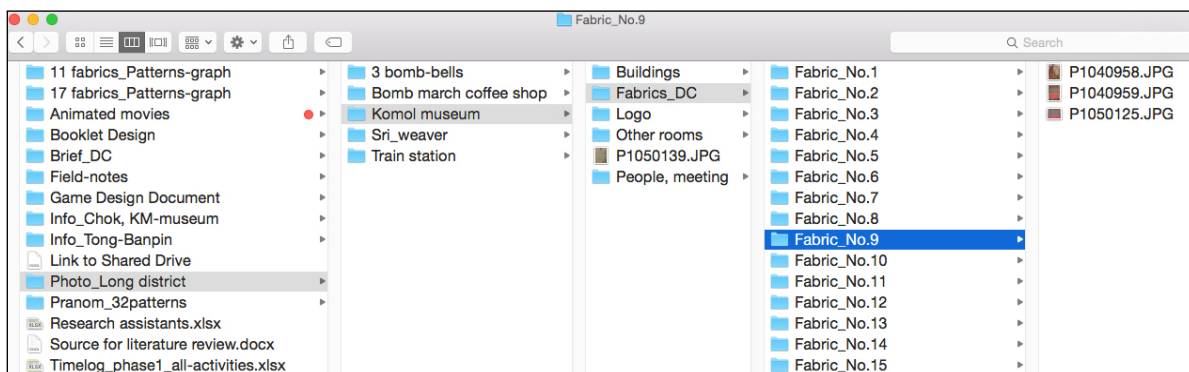 Fabric_No.9
Search
11 fabrics_Patterns-graph
17 fabrics_Patterns-graph
Animated movies
Booklet Design
Brief_DC
Field-notes
Game Design Document
Info_Chok, KM-museum
Info_Tong-Banpin
Link to Shared Drive
Photo_Long district
Pranom_32patterns
Research assistants.xlsx
Source for literature review.docx
Timelog_phase1_all-activities.xlsx
3 bomb-bells
Bomb march coffee shop
Komol museum
Sri_weaver
Train station
Buildings
Fabrics_DC
Logo
Other rooms
P1050139.JPG
People, meeting
Fabric_No.1
Fabric_No.2
Fabric_No.3
Fabric_No.4
Fabric_No.5
Fabric_No.6
Fabric_No.7
Fabric_No.8
Fabric_No.9
Fabric_No.10
Fabric_No.11
Fabric_No.12
Fabric_No.13
Fabric_No.14
Fabric_No.15
P1040958.JPG
P1040959.JPG
P1050125.JPG